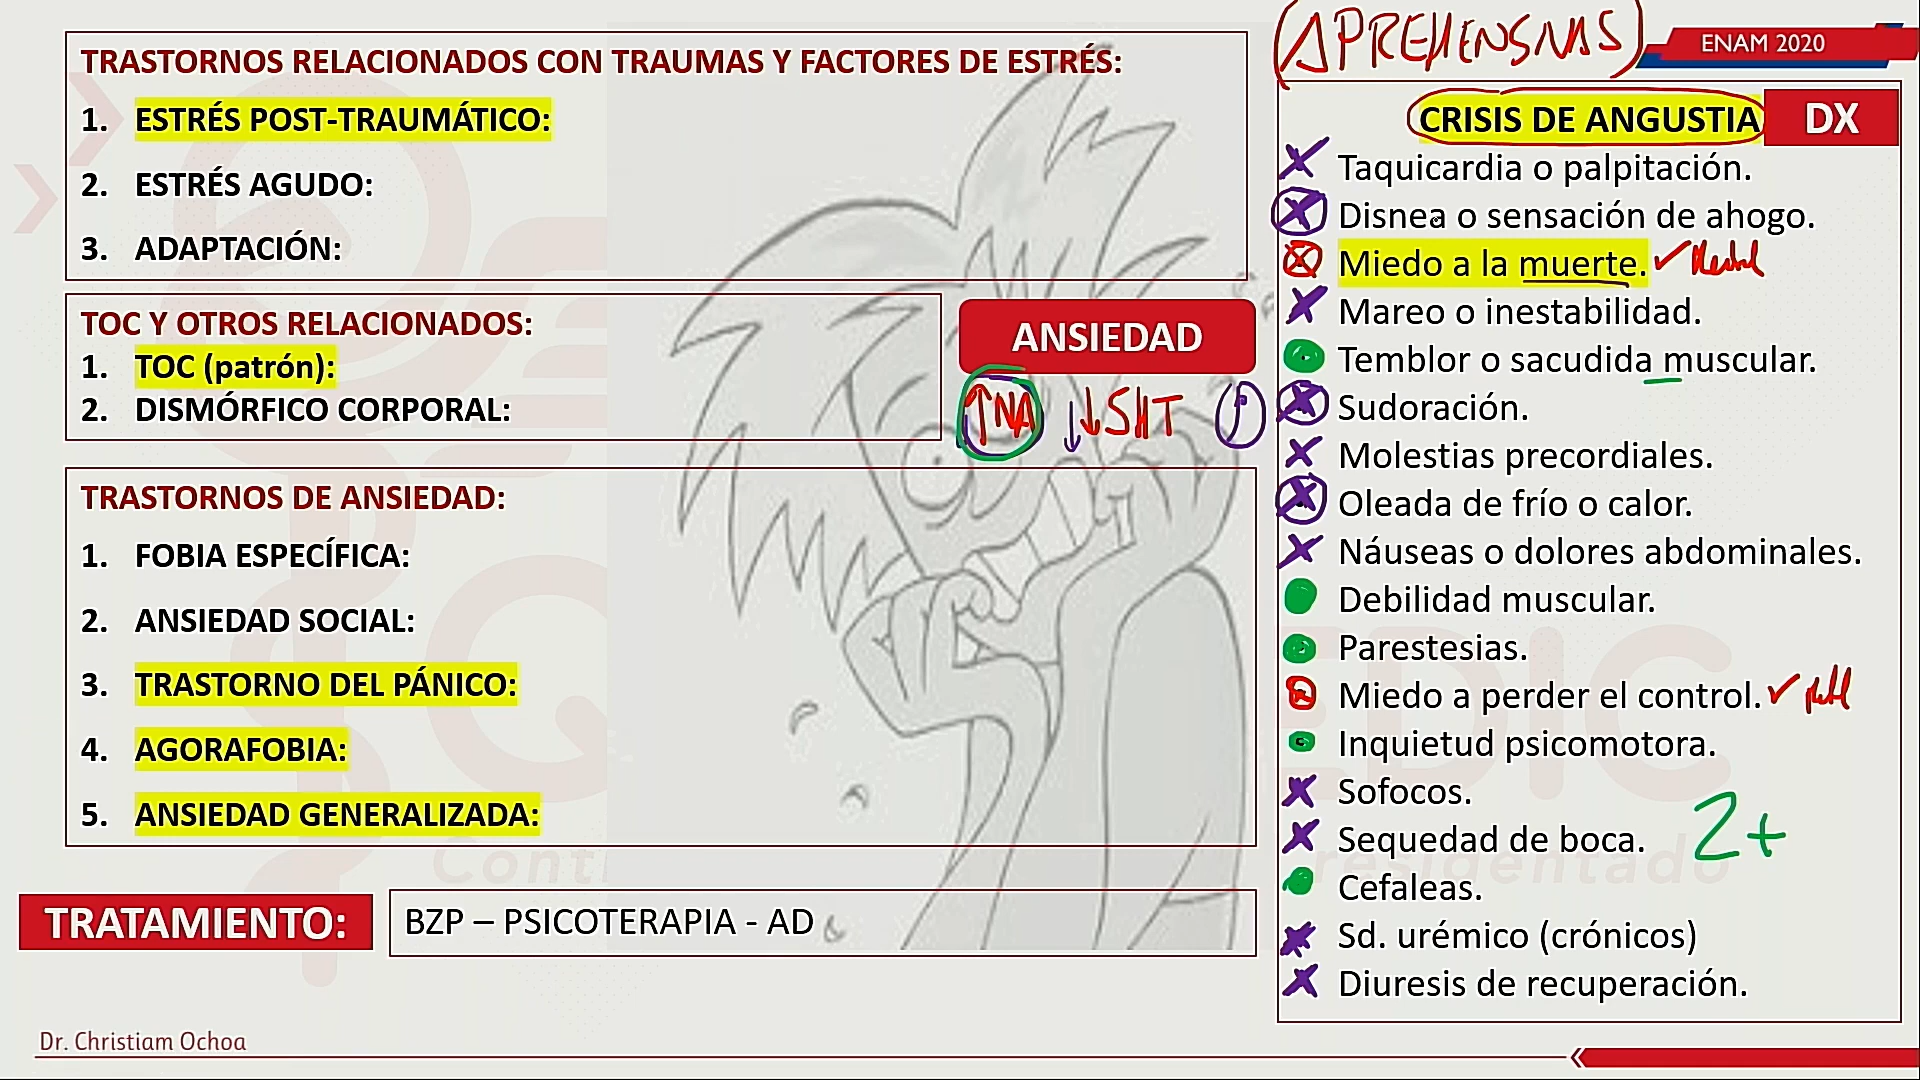 (APREHENSIVAS)
ENAM 2020
TRASTORNOS RELACIONADOS CON TRAUMAS Y FACTORES DE ESTRÉS:
1. ESTRÉS POST-TRAUMÁTICO:
2. ESTRÉS AGUDO:
3. ADAPTACIÓN:
TOC Y OTROS RELACIONADOS:
1. TOC (patrón):
2. DISMÓRFICO CORPORAL:
ANSIEDAD
↑NA ↓↓5HT
TRASTORNOS DE ANSIEDAD:
1. FOBIA ESPECÍFICA:
2. ANSIEDAD SOCIAL:
3. TRASTORNO DEL PÁNICO:
4. AGORAFOBIA:
5. ANSIEDAD GENERALIZADA:
TRATAMIENTO:
BZP – PSICOTERAPIA - AD
CRISIS DE ANGUSTIA DX
Taquicardia o palpitación.
Disnea o sensación de ahogo.
Miedo a la muerte.
Mareo o inestabilidad.
Temblor o sacudida muscular.
Sudoración.
Molestias precordiales.
Oleada de frío o calor.
Náuseas o dolores abdominales.
Debilidad muscular.
Parestesias.
Miedo a perder el control.
Inquietud psicomotora.
Sofocos.
Sequedad de boca.
2+
Cefaleas.
Sd. urémico (crónicos)
Diuresis de recuperación.
Dr. Christiam Ochoa